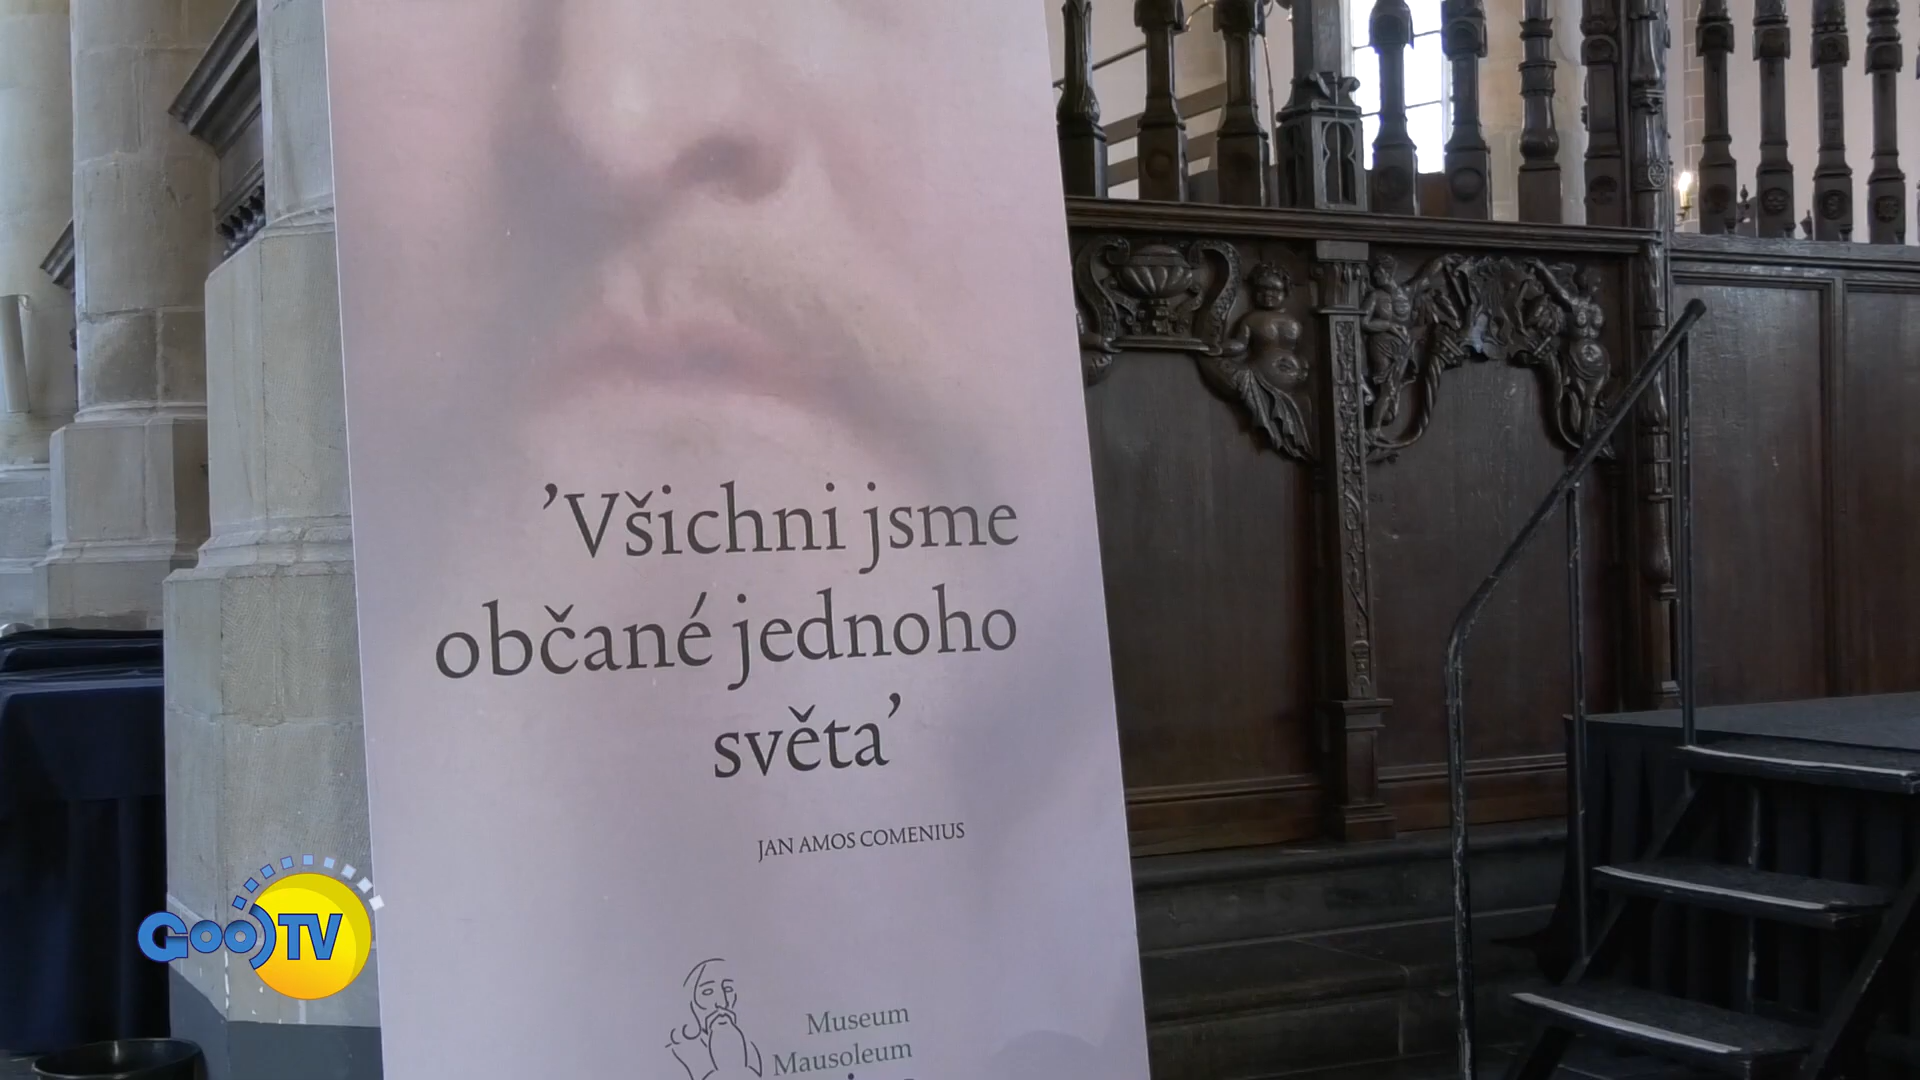 ’Všichni jsme
občané jednoho
světa’
JAN AMOS COMENIUS
GOOTV
Museum
Mausoleum